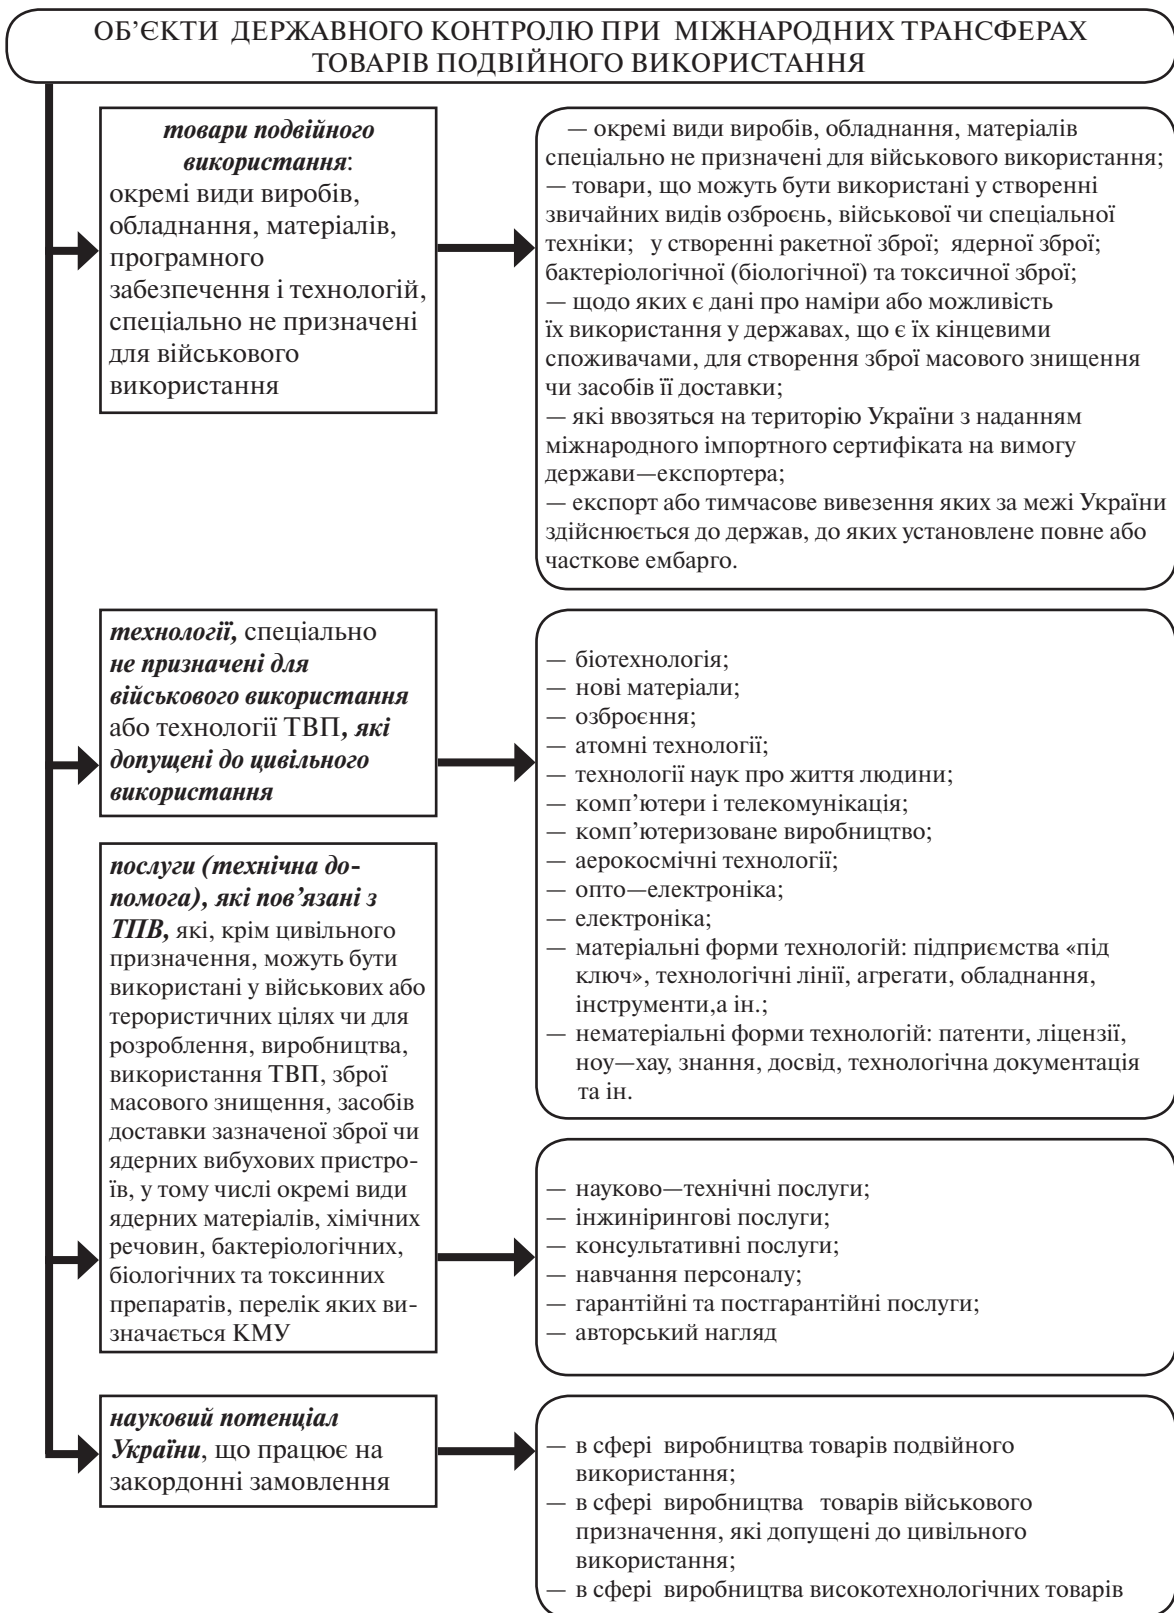 ОБ’ЄКТИ ДЕРЖАВНОГО КОНТРОЛЮ ПРИ МІЖНАРОДНИХ ТРАНСФЕРАХ
ТОВАРІВ ПОДВІЙНОГО ВИКОРИСТАННЯ
товари подвійного
використання:
окремі види виробів,
обладнання, матеріалів,
програмного
забезпечення і технологій,
спеціально не призначені
для військового
використання
— окремі види виробів, обладнання, матеріалів
спеціально не призначені для військового використання;
— товари, що можуть бути використані у створенні
звичайних видів озброєнь, військової чи спеціальної
техніки; у створенні ракетної зброї; ядерної зброї;
бактеріологічної (біологічної) та токсичної зброї;
— щодо яких є дані про наміри або можливість
їх використання у державах, що є їх кінцевими
споживачами, для створення зброї масового знищення
чи засобів її доставки;
— які ввозяться на територію України з наданням
міжнародного імпортного сертифіката на вимогу
держави—експортера;
— експорт або тимчасове вивезення яких за межі України
здійснюється до держав, до яких установлене повне або
часткове ембарго.
технології, спеціально
не призначені для
військового використання
або технології ТВП, які
допущені до цивільного
використання
— біотехнологія;
— нові матеріали;
— озброєння;
— атомні технології;
— технології наук про життя людини;
— комп’ютери і телекомунікація;
— комп’ютеризоване виробництво;
— аерокосмічні технології;
— опто—електроніка;
— електроніка;
— матеріальні форми технологій: підприємства «під
ключ», технологічні лінії, агрегати, обладнання,
інструменти,а ін.;
— нематеріальні форми технологій: патенти, ліцензії,
ноу—хау, знання, досвід, технологічна документація
та ін.
послуги (технічна до-
помога), які пов’язані з
ТПВ, які, крім цивільного
призначення, можуть бути
використані у військових або
терористичних цілях чи для
розроблення, виробництва,
використання ТВП, зброї
масового знищення, засобів
доставки зазначеної зброї чи
ядерних вибухових пристро-
їв, у тому числі окремі види
ядерних матеріалів, хімічних
речовин, бактеріологічних,
біологічних та токсинних
препаратів, перелік яких ви-
значається КМУ
— науково—технічні послуги;
— інжинірингові послуги;
— консультативні послуги;
— навчання персоналу;
— гарантійні та постгарантійні послуги;
— авторський нагляд
науковий потенціал
України, що працює на
закордонні замовлення
— в сфері виробництва товарів подвійного
використання;
— в сфері виробництва товарів військового
призначення, які допущені до цивільного
використання;
— в сфері виробництва високотехнологічних товарів